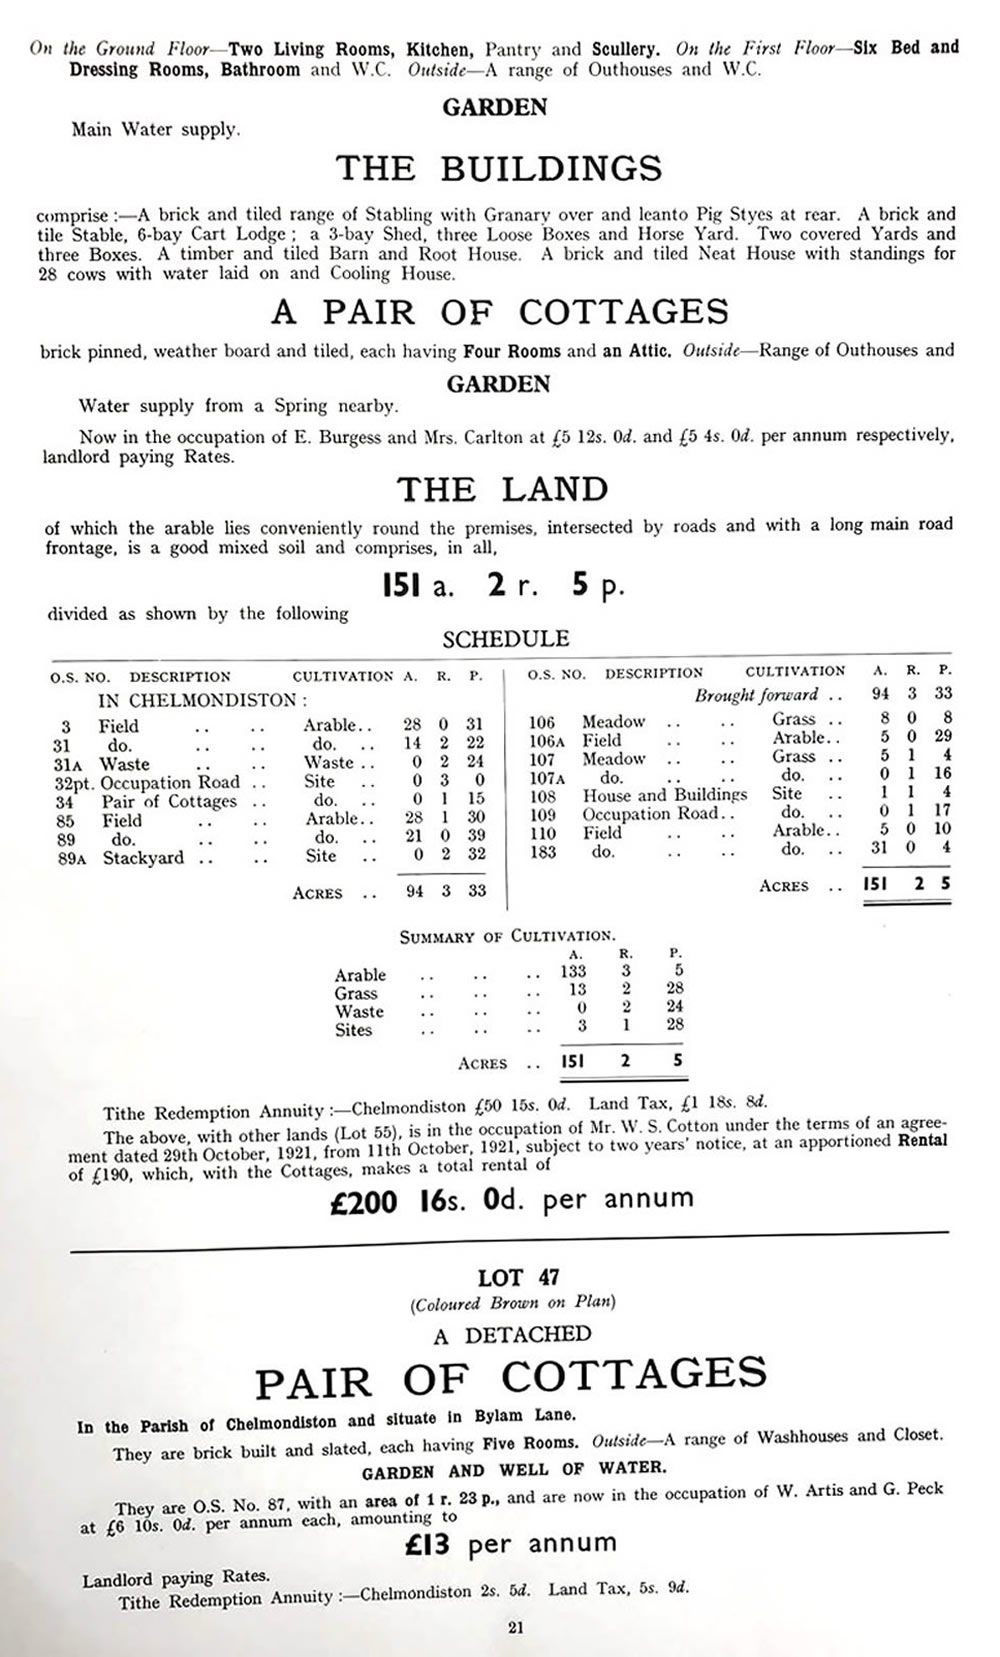 On the Ground Floor—Two Living Rooms, Kitchen, Pantry and Scullery. On the First Floor—Six Bed and
Dressing Rooms, Bathroom and W.C. Outside—A range of Outhouses and W.C.
GARDEN
Main Water supply.
THE BUILDINGS
comprise :—A brick and tiled range of Stabling with Granary over and leanto Pig Styes at rear. A brick and
tile Stable, 6-bay Cart Lodge ; a 3-bay Shed, three Loose Boxes and Horse Yard. Two covered Yards and
three Boxes. A timber and tiled Barn and Root House. A brick and tiled Neat House with standings for
28 cows with water laid on and Cooling House.
A PAIR OF COTTAGES
brick pinned, weather board and tiled, each having Four Rooms and an Attic. Outside—Range of Outhouses and
GARDEN
Water supply from a Spring nearby.
Now in the occupation of E. Burgess and Mrs. Carlton at £5 12s. 0d. and £5 4s. 0d. per annum respectively,
landlord paying Rates.
THE LAND
of which the arable lies conveniently round the premises, intersected by roads and with a long main road
frontage, is a good mixed soil and comprises, in all,
151 a. 2 r. 5 p.
divided as shown by the following
SCHEDULE
O.S. NO. DESCRIPTION CULTIVATION A. R. P.
IN CHELMONDISTON :
3 Field .. .. Arable.. 28 0 31
31 do. .. .. do. .. 14 2 22
31A Waste .. .. Waste .. 0 2 24
32pt. Occupation Road .. Site .. 0 3 0
34 Pair of Cottages .. do. .. 0 1 15
85 Field .. .. Arable.. 28 1 30
89 do. .. .. do. .. 21 0 39
89A Stackyard .. .. Site .. 0 2 32
ACRES .. 94 3 33
O.S. NO. DESCRIPTION CULTIVATION A. R. P.
Brought forward .. 94 3 33
106 Meadow .. .. Grass .. 8 0 8
106A Field .. .. Arable.. 5 0 29
107 Meadow .. .. Grass .. 5 1 4
107A do. .. .. do. .. 0 1 16
108 House and Buildings Site .. 1 1 4
109 Occupation Road.. do. .. 0 1 17
110 Field .. .. Arable.. 5 0 10
183 do. .. .. do. .. 31 0 4
ACRES .. 151 2 5
SUMMARY OF CULTIVATION.
A. R. P.
Arable .. .. .. 133 3 5
Grass .. .. .. 13 2 28
Waste .. .. .. 0 2 24
Sites .. .. .. 3 1 28
ACRES .. 151 2 5
Tithe Redemption Annuity :—Chelmondiston £50 15s. 0d. Land Tax, £1 18s. 8d.
The above, with other lands (Lot 55), is in the occupation of Mr. W. S. Cotton under the terms of an agree-
ment dated 29th October, 1921, from 11th October, 1921, subject to two years' notice, at an apportioned Rental
of £190, which, with the Cottages, makes a total rental of
£200 16s. 0d. per annum
LOT 47
(Coloured Brown on Plan)
A DETACHED
PAIR OF COTTAGES
In the Parish of Chelmondiston and situate in Bylam Lane.
They are brick built and slated, each having Five Rooms. Outside—A range of Washhouses and Closet.
GARDEN AND WELL OF WATER.
They are O.S. No. 87, with an area of 1 r. 23 p., and are now in the occupation of W. Artis and G. Peck
at £6 10s. 0d. per annum each, amounting to
£13 per annum
Landlord paying Rates.
Tithe Redemption Annuity :—Chelmondiston 2s. 5d. Land Tax, 5s. 9d.
21